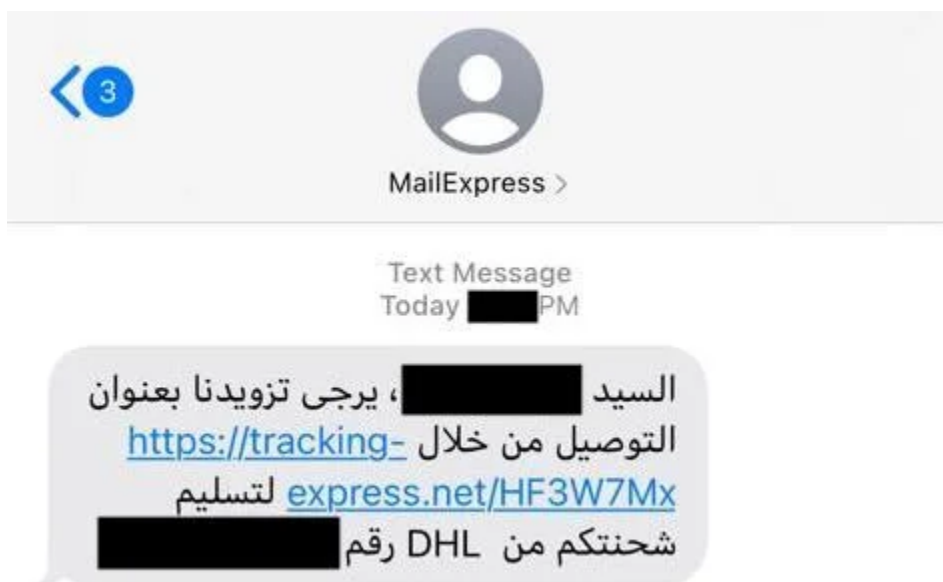 3
MailExpress >
Text Message
Today PM
السيد ، يرجى تزويدنا بعنوان
التوصيل من خلال https://tracking-
express.net/HF3W7Mx لتسليم
شحنتكم من DHL رقم